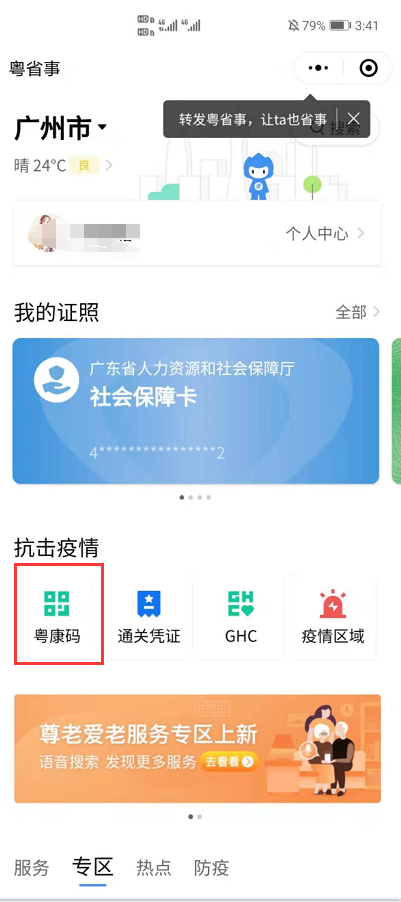 HD 4G 4G 79% 3:41
HD
粤省事
转发粤省事，让ta也省事
广州市
搜索
晴 24°C 良
个人中心
我的证照
全部
广东省人力资源和社会保障厅
社会保障卡
4****************2
抗击疫情
粤康码 通关凭证 GHC 疫情区域
尊老爱老服务专区上新
语音搜索 发现更多服务 去看看
服务 专区 热点 防疫